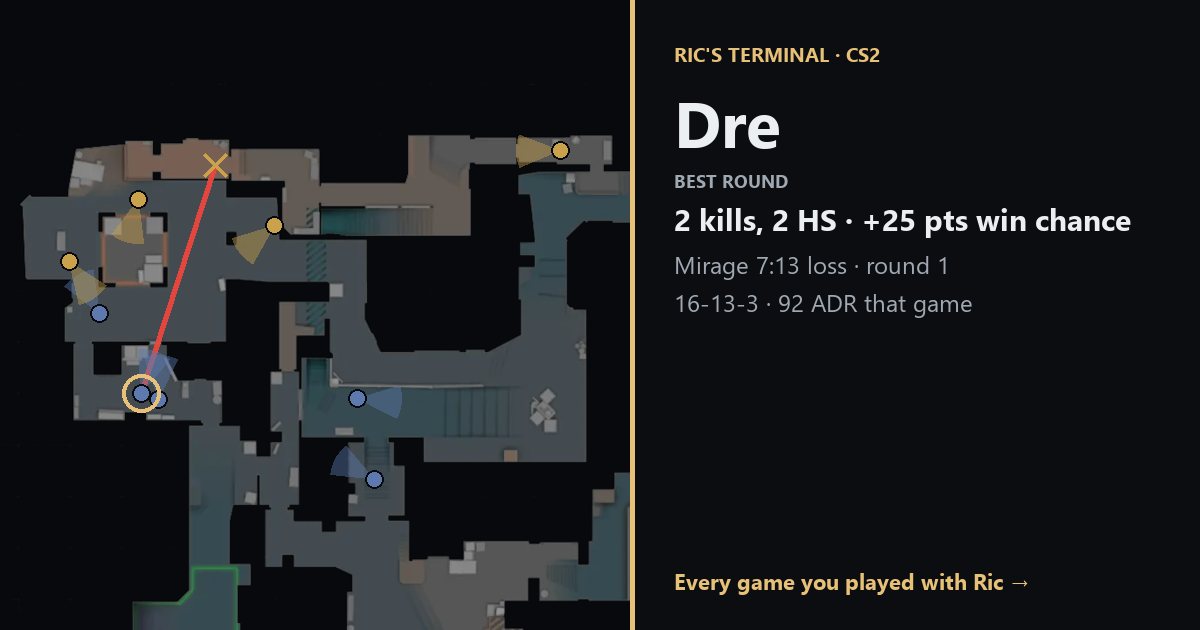 RIC'S TERMINAL · CS2
Dre
BEST ROUND
2 kills, 2 HS · +25 pts win chance
Mirage 7:13 loss · round 1
16-13-3 · 92 ADR that game
Every game you played with Ric →